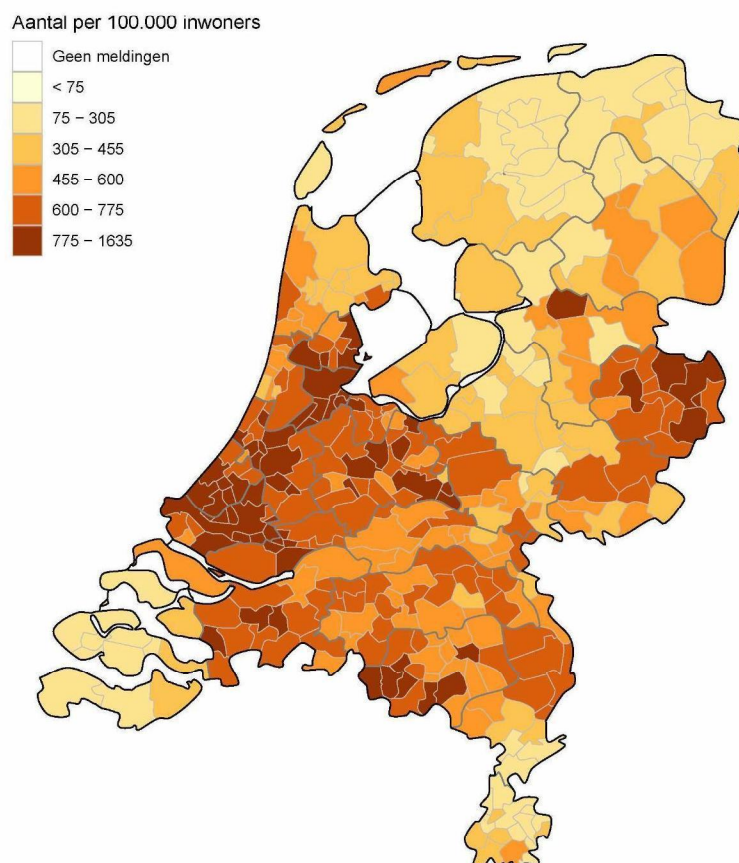 Aantal per 100.000 inwoners
Geen meldingen
< 75
75 – 305
305 – 455
455 – 600
600 – 775
775 – 1635